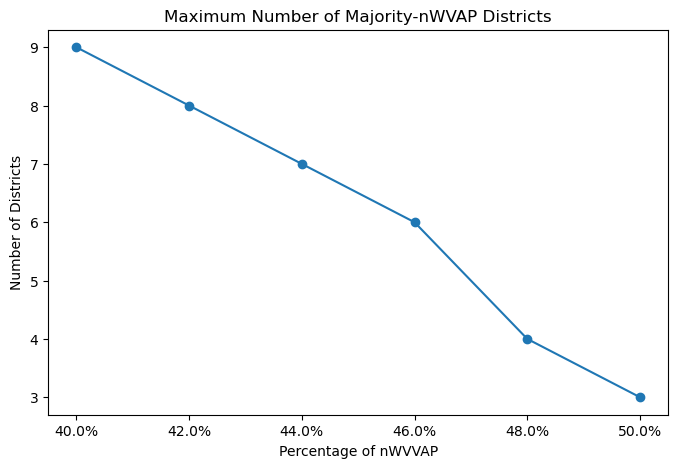 Maximum Number of Majority-nWVAP Districts
Number of Districts
9
8
7
6
5
4
3
40.0% 42.0% 44.0% 46.0% 48.0% 50.0%
Percentage of nWVVAP